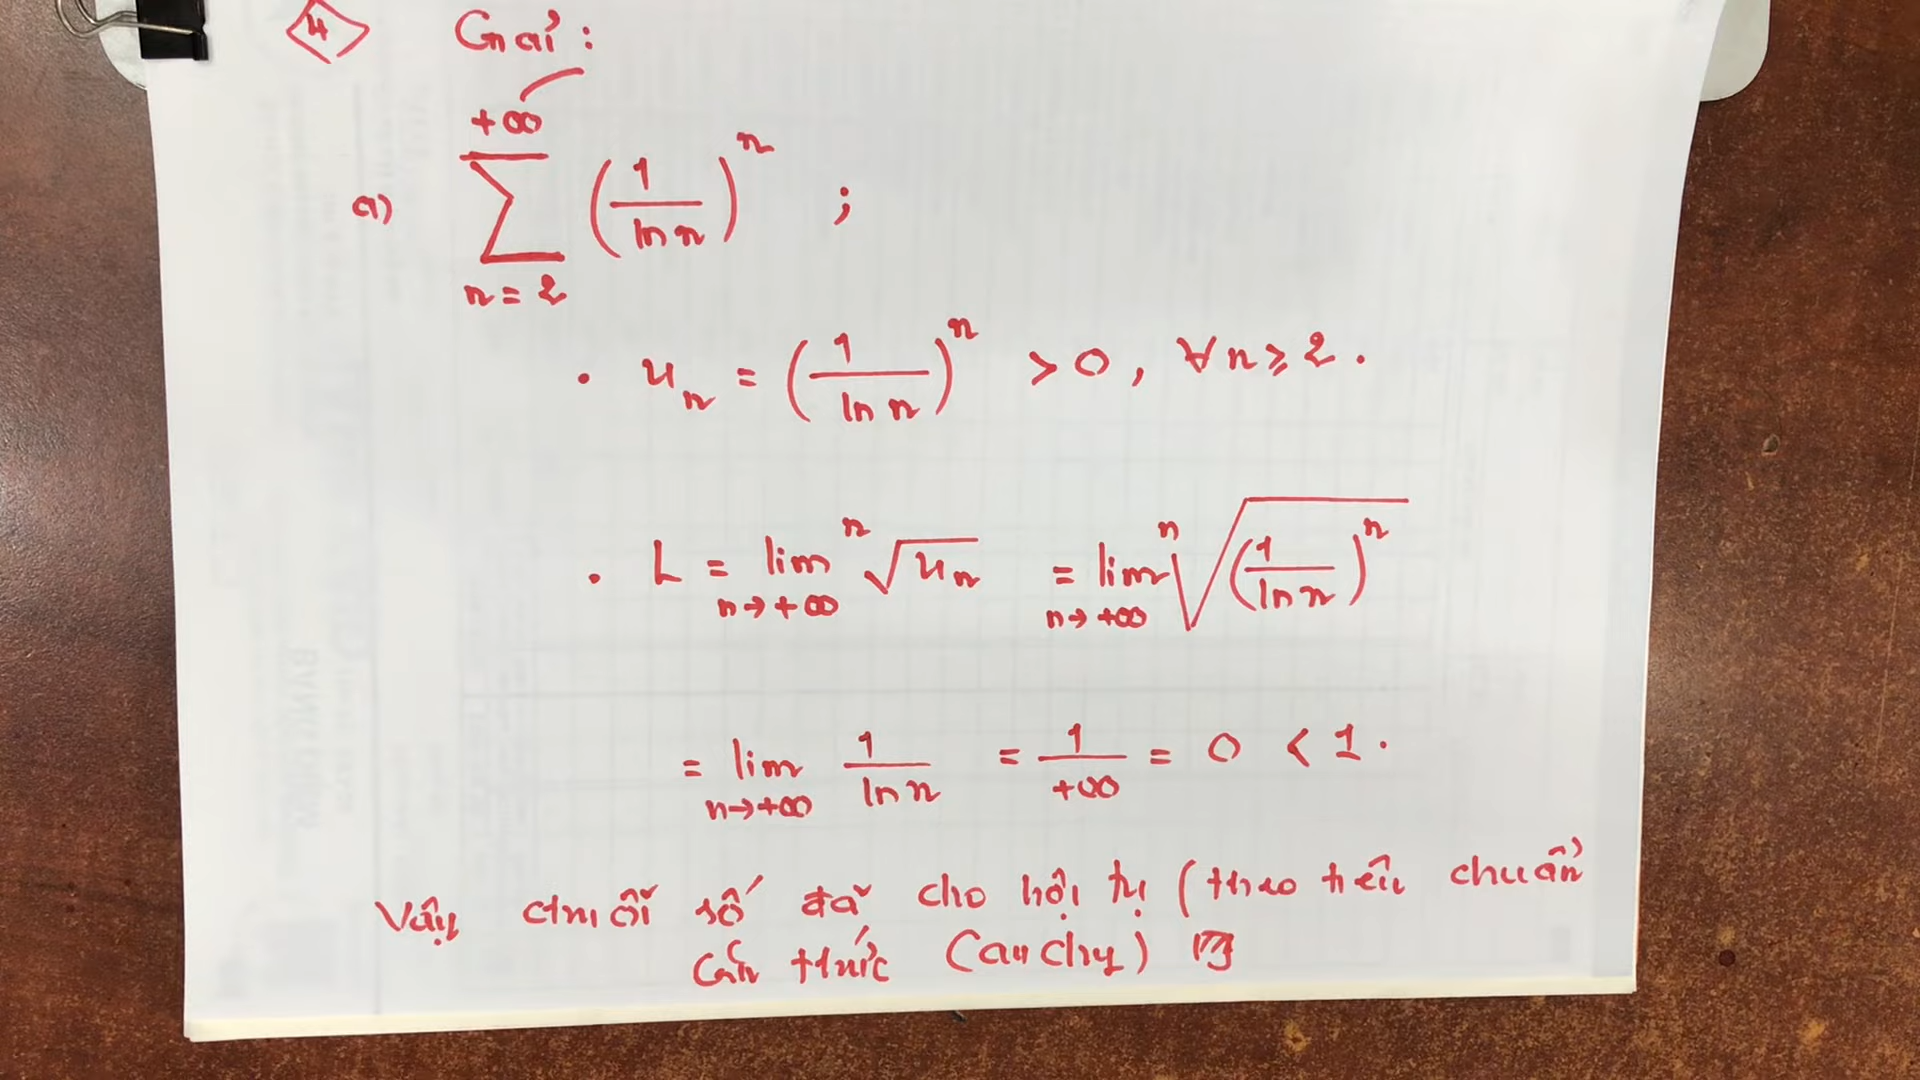 4 Giải:
a) \sum_{n=2}^{+∞} (1/ln n)^n ;
• u_n = (1/ln n)^n > 0, ∀n ≥ 2.
• L = lim_{n→+∞} ⁿ√u_n = lim_{n→+∞} ⁿ√(1/ln n)^n
= lim_{n→+∞} 1/ln n = 1/+∞ = 0 < 1.
Vậy chuỗi số đã cho hội tụ (theo tiêu chuẩn
Căn thức Cauchy)